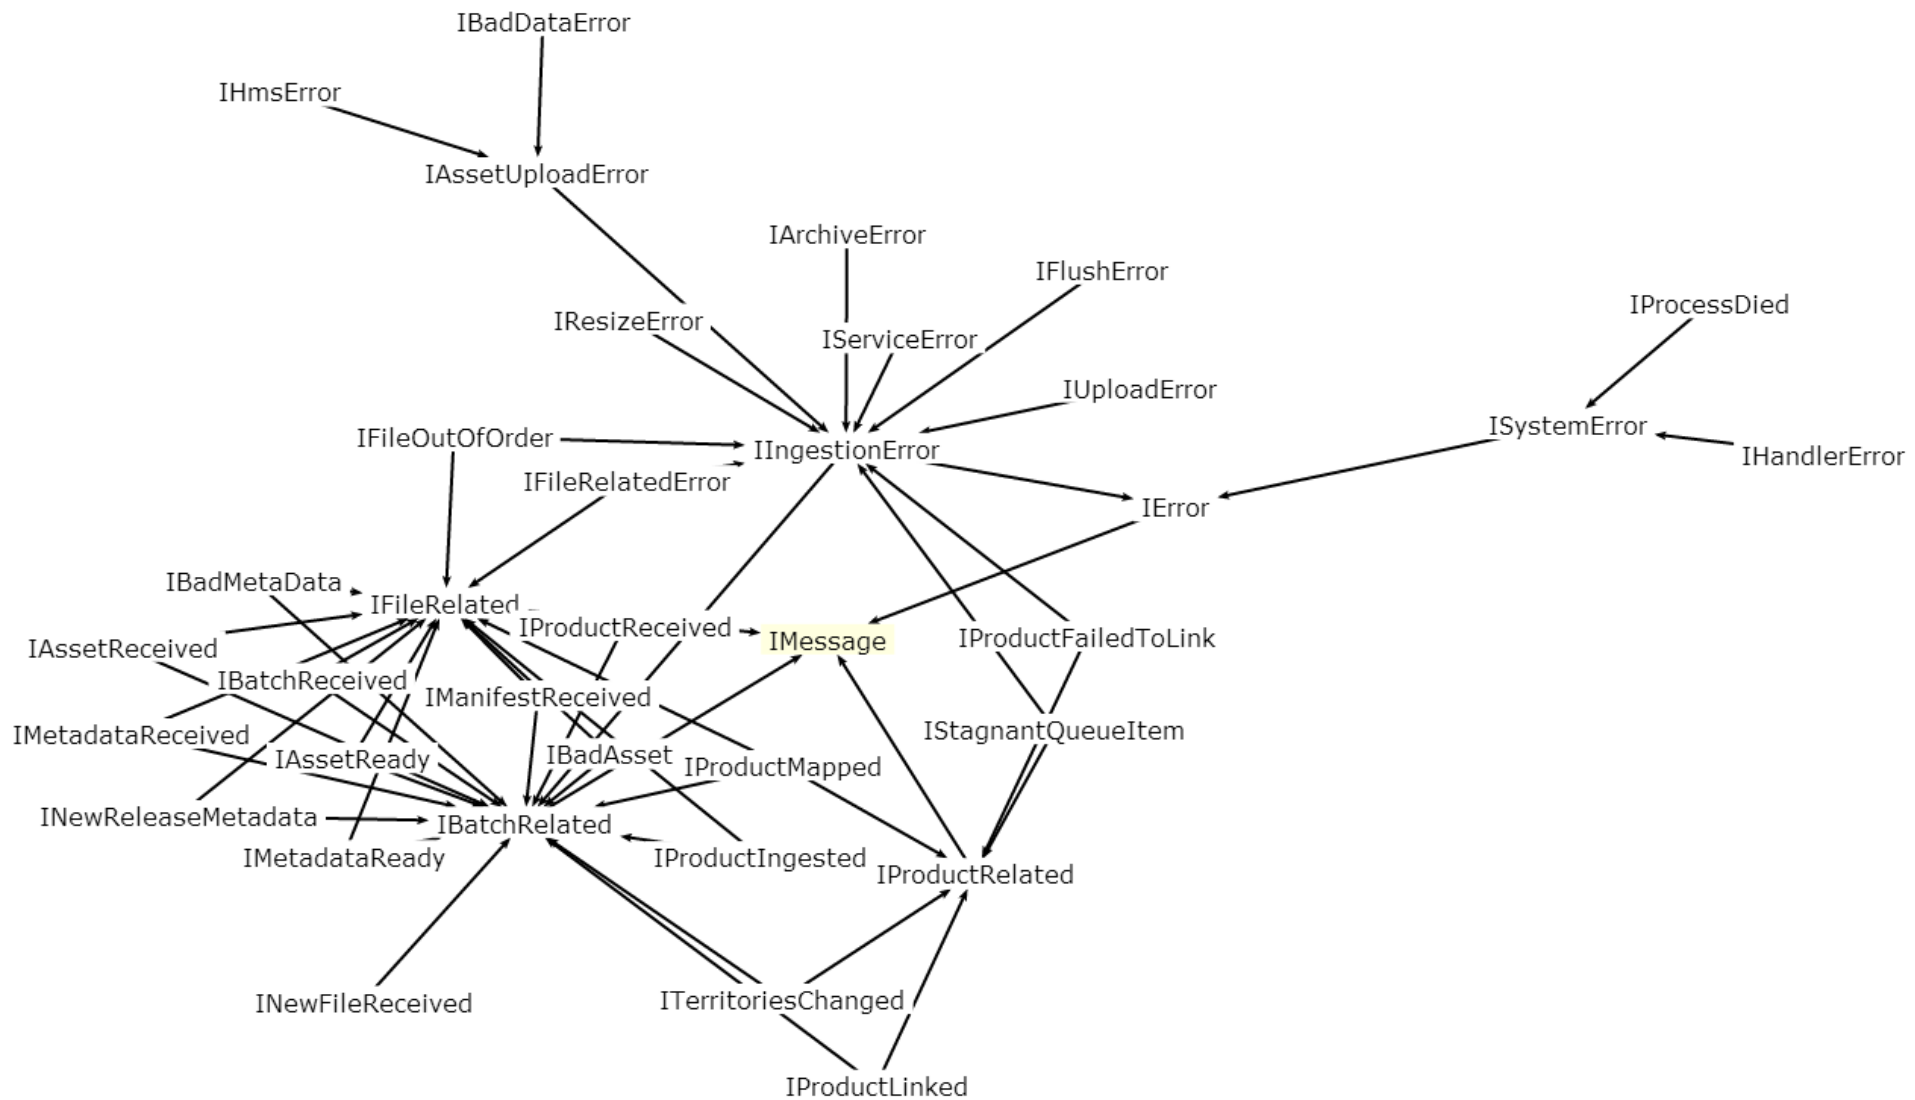 IBadDataError
IHmsError
IAssetUploadError
IArchiveError
IFlushError
IProcessDied
IResizeError
IServiceError
IUploadError
ISystemError
IFileOutOfOrder
IIngestionError
IHandlerError
IFileRelatedError
IError
IBadMetaData
IFileRelated
IProductReceived
IMessage
IProductFailedToLink
IAssetReceived
IBatchReceived
IManifestReceived
IStagnantQueueItem
IMetadataReceived
IAssetReady
IBadAsset
IProductMapped
INewReleaseMetadata
IBatchRelated
IMetadataReady
IProductIngested
IProductRelated
INewFileReceived
ITerritoriesChanged
IProductLinked